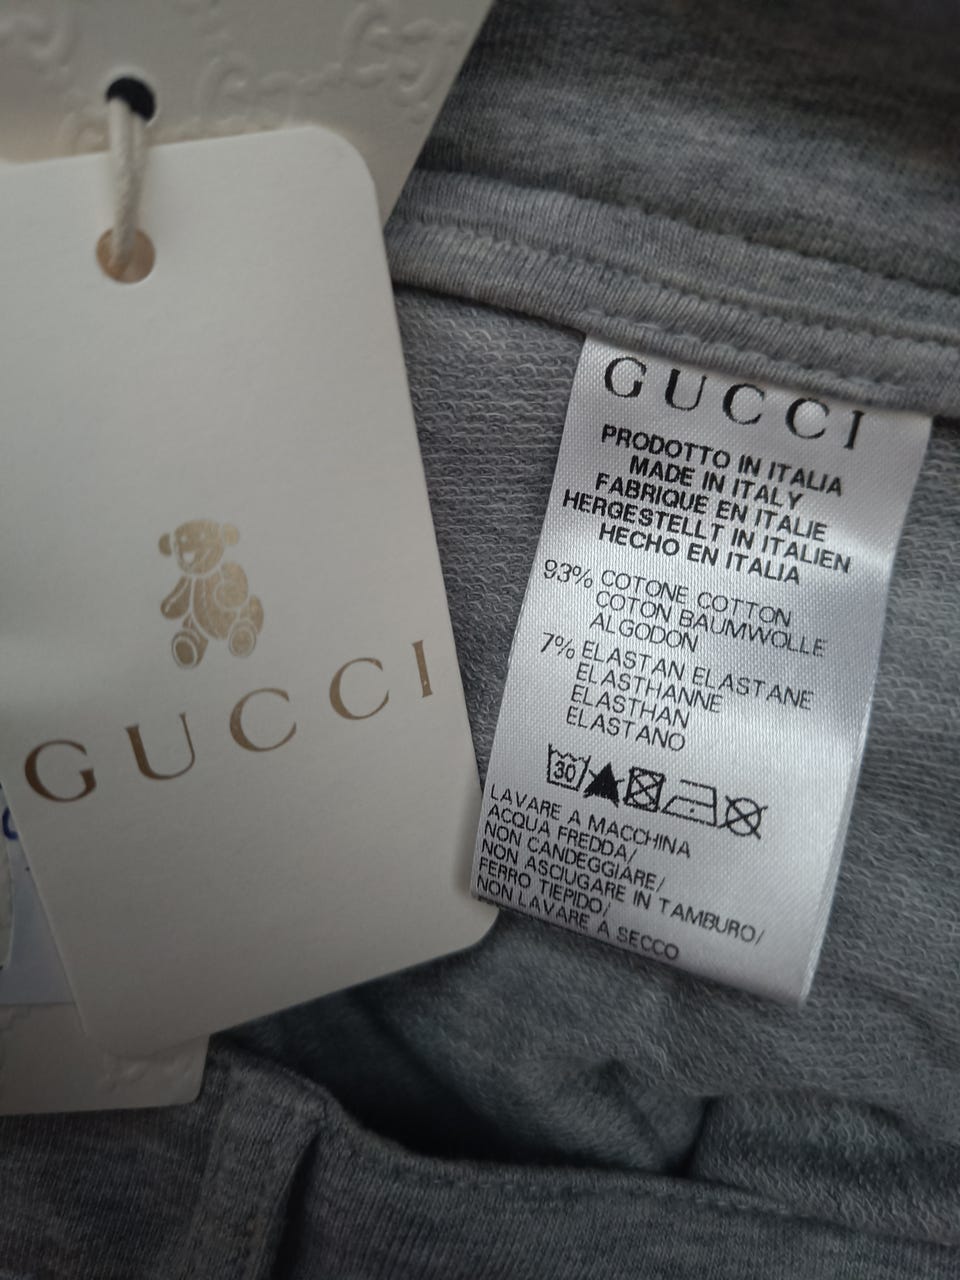 GUCCI
GUCCI
PRODOTTO IN ITALIA
MADE IN ITALY
FABRIQUE EN ITALIE
HERGESTELLT IN ITALIEN
HECHO EN ITALIA
93% COTONE COTTON
COTON BAUMWOLLE
ALGODON
7% ELASTAN ELASTANE
ELASTHANNE
ELASTHAN
ELASTANO
30
LAVARE A MACCHINA
ACQUA FREDDA/
NON CANDEGGIARE/
NON ASCIUGARE IN TAMBURO/
FERRO TIEPIDO/
NON LAVARE A SECCO